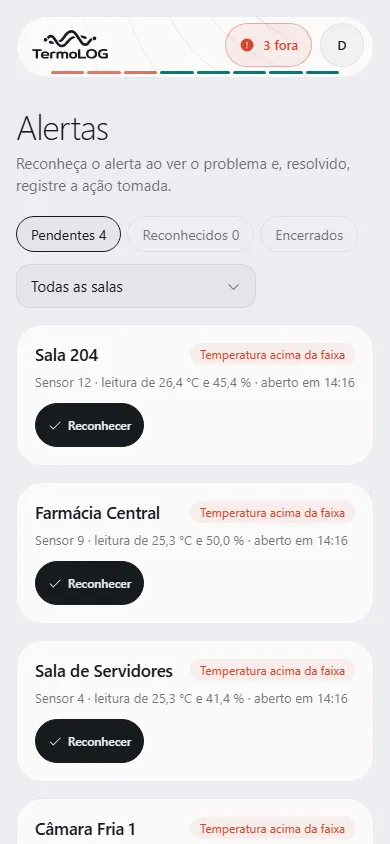 TermoLOG
3 fora
D
Alertas
Reconheça o alerta ao ver o problema e, resolvido,
registre a ação tomada.
Pendentes 4
Reconhecidos 0
Encerrados
Todas as salas
Sala 204
Temperatura acima da faixa
Sensor 12 · leitura de 26,4 °C e 45,4 % · aberto em 14:16
Reconhecer
Farmácia Central
Temperatura acima da faixa
Sensor 9 · leitura de 25,3 °C e 50,0 % · aberto em 14:16
Reconhecer
Sala de Servidores
Temperatura acima da faixa
Sensor 4 · leitura de 25,3 °C e 41,4 % · aberto em 14:16
Reconhecer
Câmara Fria 1
Temperatura acima da faixa